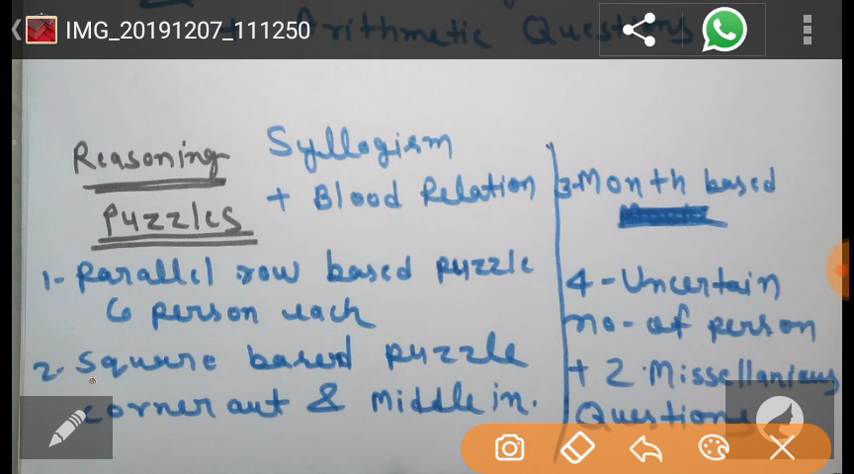 IMG_20191207_111250
+ Arithmetic Questions
Reasoning
Puzzles
Syllogism
+ Blood Relation
1- Parallel row based puzzle
6 person each
2- Square based puzzle
corner out & middle in.
3-Month based
4-Uncertain
no- of person
+ 2 Missellanious
Questions